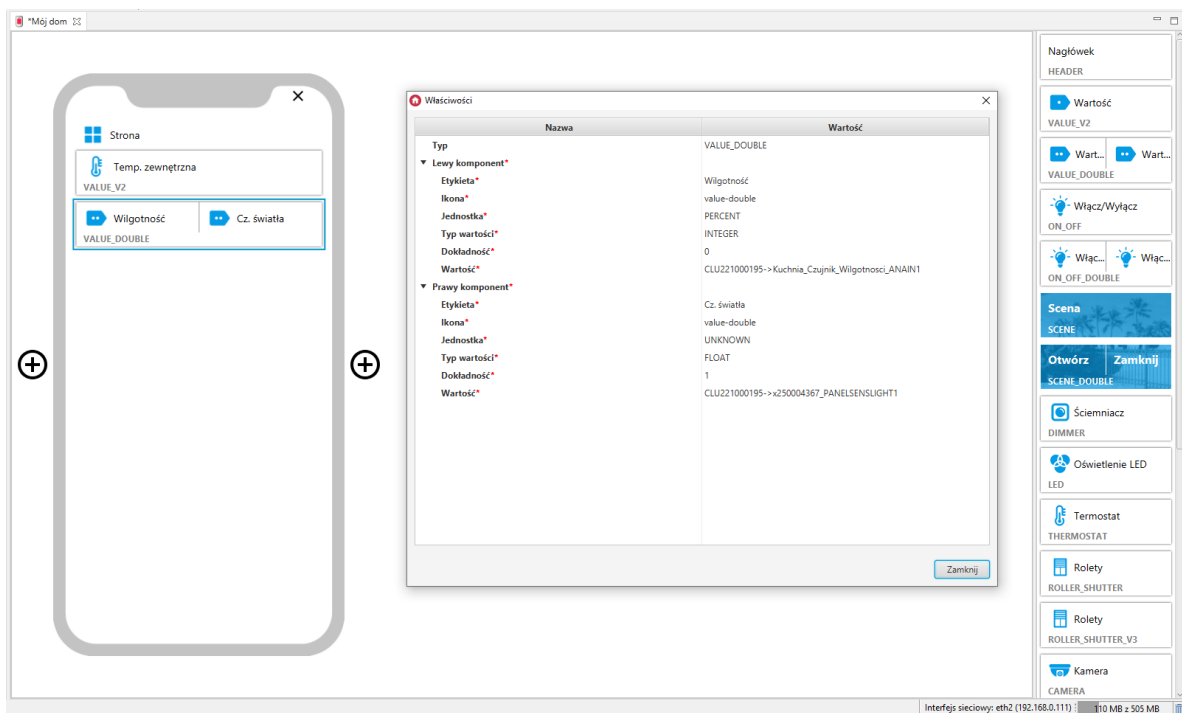 *Mój dom
Strona
Temp. zewnętrzna
VALUE_V2
Wilgotność Cz. światła
VALUE_DOUBLE
Właściwości
Nazwa Wartość
Typ VALUE_DOUBLE
Lewy komponent*
Etykieta* Wilgotność
Ikona* value-double
Jednostka* PERCENT
Typ wartości* INTEGER
Dokładność* 0
Wartość* CLU221000195->Kuchnia_Czujnik_Wilgotnosci_ANAIN1
Prawy komponent*
Etykieta* Cz. światła
Ikona* value-double
Jednostka* UNKNOWN
Typ wartości* FLOAT
Dokładność* 1
Wartość* CLU221000195->x250004367_PANELSENSLIGHT1
Zamknij
Nagłówek
HEADER
Wartość
VALUE_V2
Wart... Wart...
VALUE_DOUBLE
Włącz/Wyłącz
ON_OFF
Włąc... Włąc...
ON_OFF_DOUBLE
Scena
SCENE
Otwórz Zamknij
SCENE_DOUBLE
Ściemniacz
DIMMER
Oświetlenie LED
LED
Termostat
THERMOSTAT
Rolety
ROLLER_SHUTTER
Rolety
ROLLER_SHUTTER_V3
Kamera
CAMERA
Interfejs sieciowy: eth2 (192.168.0.111) 110 MB z 505 MB